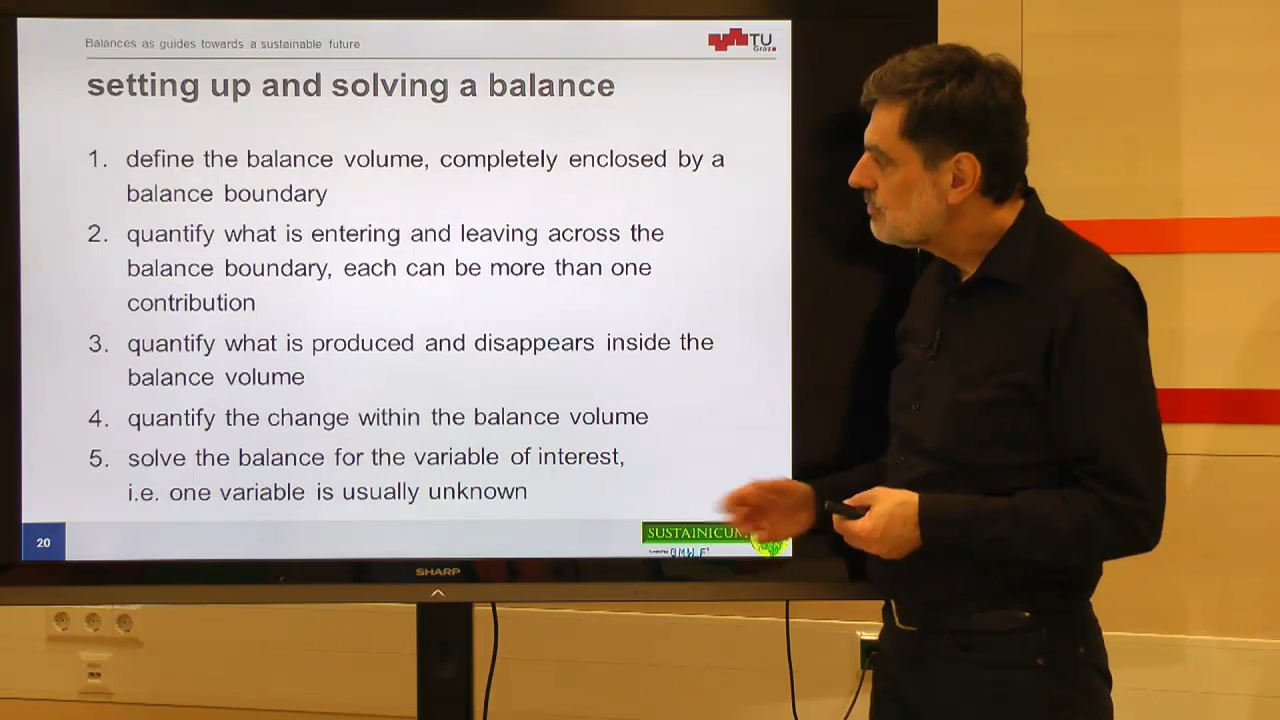 Balances as guides towards a sustainable future
TU
Graz
setting up and solving a balance
1. define the balance volume, completely enclosed by a
balance boundary
2. quantify what is entering and leaving across the
balance boundary, each can be more than one
contribution
3. quantify what is produced and disappears inside the
balance volume
4. quantify the change within the balance volume
5. solve the balance for the variable of interest,
i.e. one variable is usually unknown
20
SUSTAINICUM
funded by BMWF
SHARP